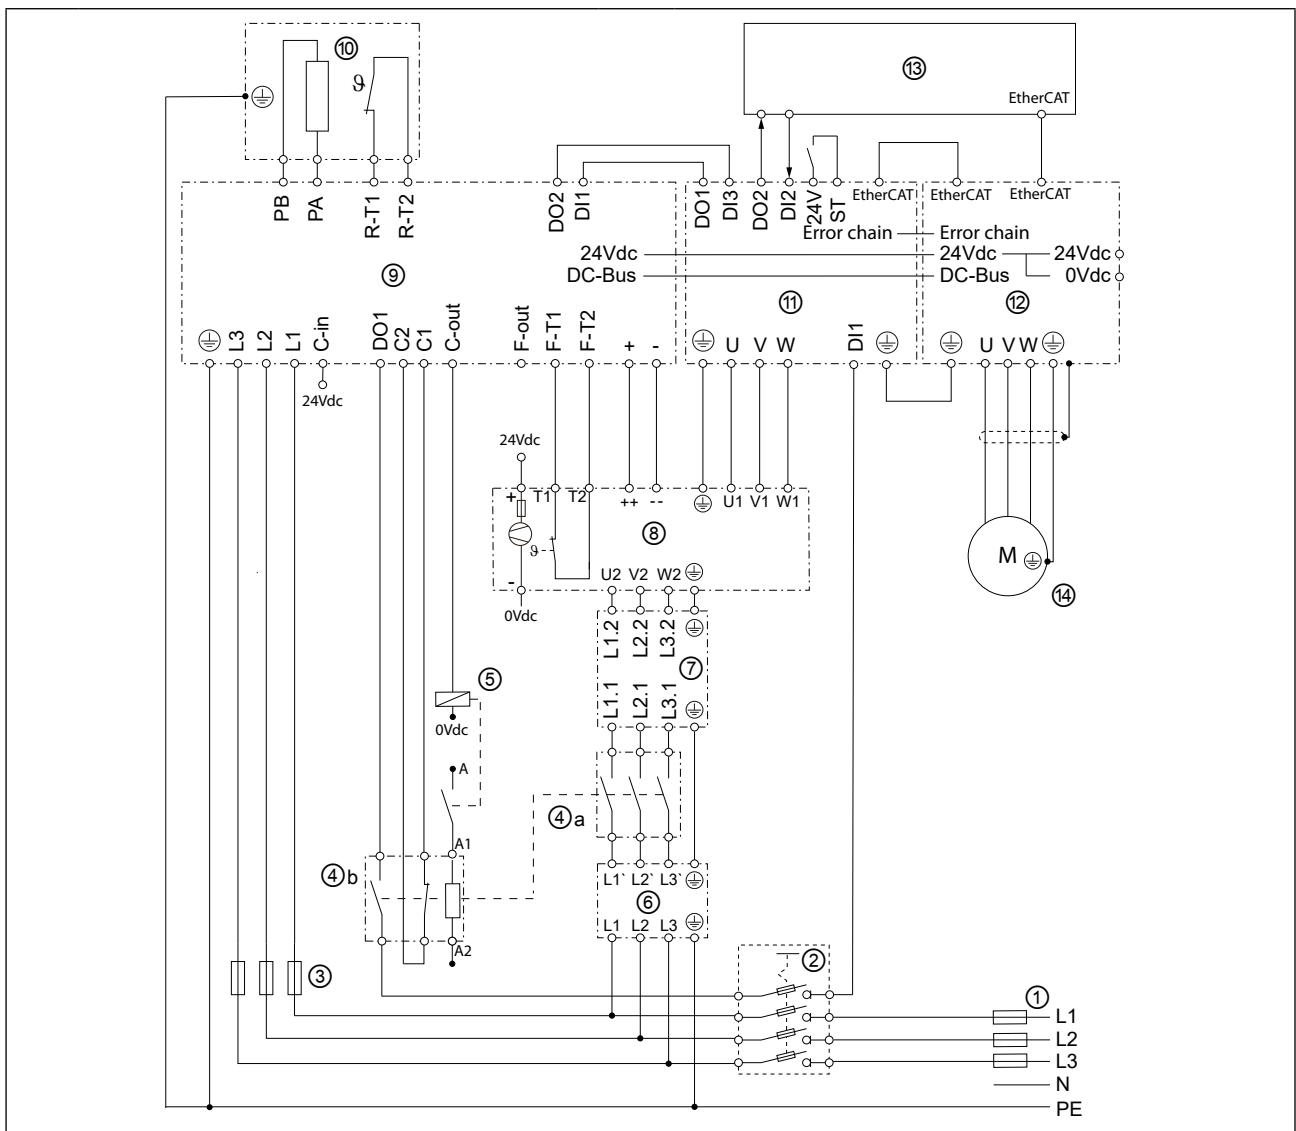 ⑩
ϑ
⑬
EtherCAT
PB
PA
R-T1
R-T2
DO2
DI1
DO1
DI3
DO2
DI2
24V
ST
EtherCAT
EtherCAT
EtherCAT
Error chain
Error chain
24Vdc
24Vdc
24Vdc
DC-Bus
DC-Bus
0Vdc
⑨
⑪
⑫
L3
L2
L1
C-in
DO1
C2
C1
C-out
F-out
F-T1
F-T2
+
-
U
V
W
DI1
U
V
W
24Vdc
24Vdc
+
T1
T2
++
--
U1
V1
W1
⑧
ϑ
M
U2
V2
W2
-
⑭
0Vdc
L1.2
L2.2
L3.2
⑦
L1.1
L2.1
L3.1
⑤
0Vdc
A
④a
A1
④b
L1`
L2`
L3`
⑥
L1
L2
L3
A2
②
③
①
L1
L2
L3
N
PE